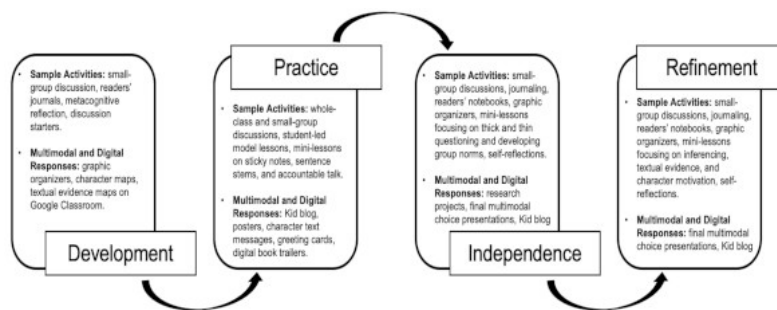 • Sample Activities: small-
group discussion, readers'
journals, metacognitive
reflection, discussion
starters.
• Multimodal and Digital
Responses:
graphic
organizers, character maps,
textual evidence maps on
Google Classroom.
Development
Practice
• Sample Activities: whole-
class and small-group
discussions, student-led
model lessons, mini-lessons
on sticky notes, sentence
stems, and accountable talk.
• Multimodal and Digital
Responses: Kid blog,
posters, character text
messages, greeting cards,
digital book trailers.
• Sample Activities: small-
group discussions, journaling,
readers' notebooks, graphic
organizers, mini-lessons
focusing on thick and thin
questioning and developing
group norms, self-reflections.
• Multimodal and Digital
Responses: research
projects, final multimodal
choice presentations, Kid blog
Independence
Refinement
• Sample Activities: small-
group discussions, journaling,
readers' notebooks, graphic
organizers, mini-lessons
focusing on inferencing,
textual evidence, and
character motivation, self-
reflections.
• Multimodal and Digital
Responses: final multimodal
choice presentations, Kid blog